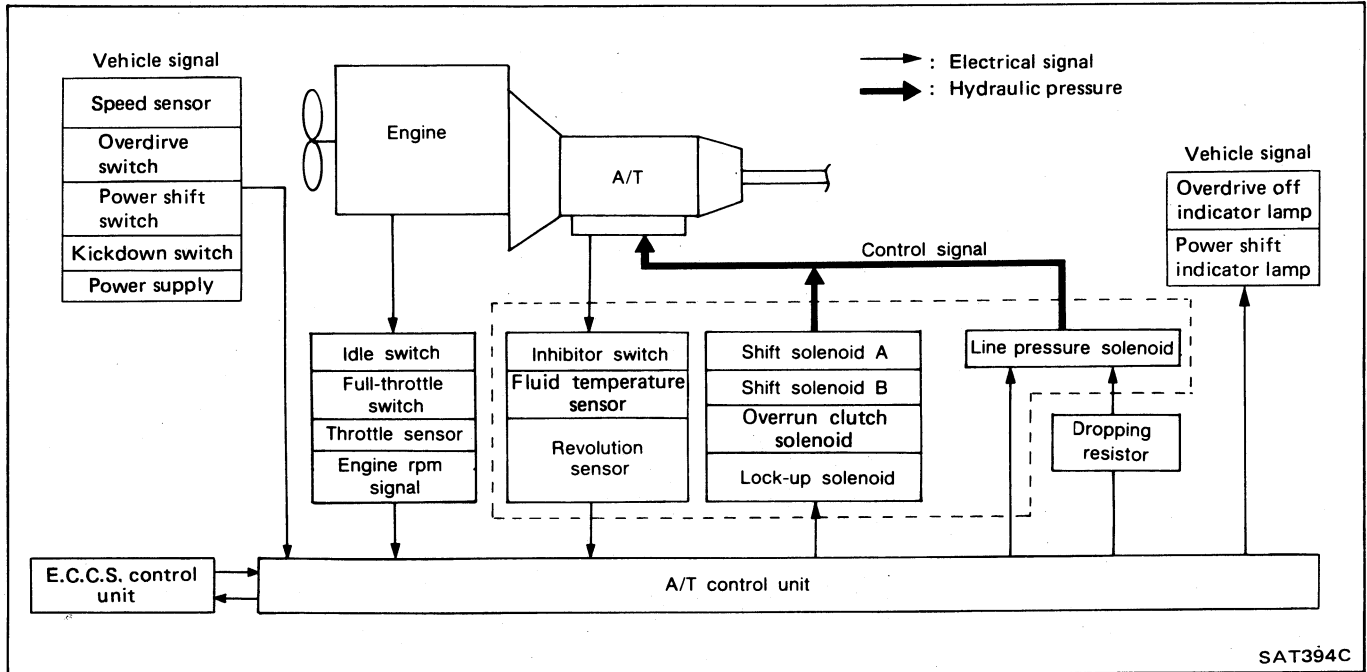 Vehicle signal
Speed sensor
Overdirve
switch
Power shift
switch
Kickdown switch
Power supply
Engine
A/T
: Electrical signal
: Hydraulic pressure
Vehicle signal
Overdrive off
indicator lamp
Power shift
indicator lamp
Control signal
Idle switch
Full-throttle
switch
Throttle sensor
Engine rpm
signal
Inhibitor switch
Fluid temperature
sensor
Revolution
sensor
Shift solenoid A
Shift solenoid B
Overrun clutch
solenoid
Lock-up solenoid
Line pressure solenoid
Dropping
resistor
E.C.C.S. control
unit
A/T control unit
SAT394C